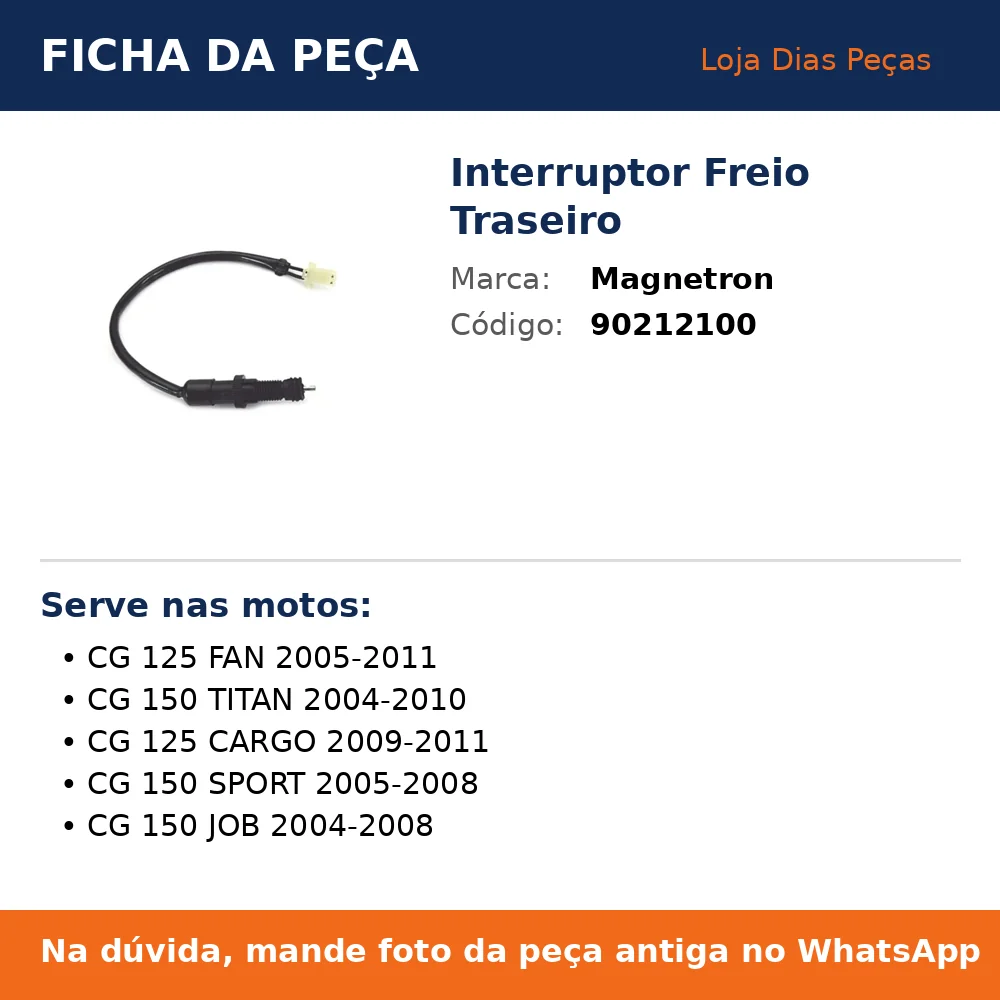 FICHA DA PEÇA
Loja Dias Peças
Interruptor Freio
Traseiro
Marca: Magnetron
Código: 90212100
Serve nas motos:
• CG 125 FAN 2005-2011
• CG 150 TITAN 2004-2010
• CG 125 CARGO 2009-2011
• CG 150 SPORT 2005-2008
• CG 150 JOB 2004-2008
Na dúvida, mande foto da peça antiga no WhatsApp